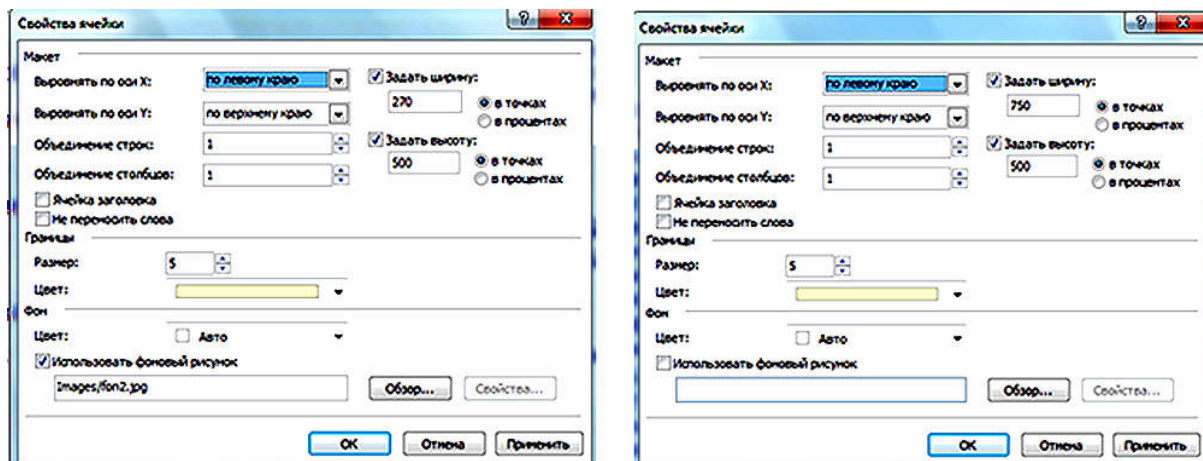 Свойства ячейки
Макет
Выровнять по оси X:
по левому краю
Задать ширину:
270
в точках
в процентах
Выровнять по оси Y:
по верхнему краю
Объединение строк:
1
Задать высоту:
500
в точках
в процентах
Объединение столбцов:
1
Ячейка заголовка
Не переносить слова
Границы
Размер:
5
Цвет:
Фон
Цвет:
Авто
Использовать фоновый рисунок
Images/fon2.jpg
Обзор...
Свойства...
ОК
Отмена
Применить
Свойства ячейки
Макет
Выровнять по оси X:
по левому краю
Задать ширину:
750
в точках
в процентах
Выровнять по оси Y:
по верхнему краю
Объединение строк:
1
Задать высоту:
500
в точках
в процентах
Объединение столбцов:
1
Ячейка заголовка
Не переносить слова
Границы
Размер:
5
Цвет:
Фон
Цвет:
Авто
Использовать фоновый рисунок
Обзор...
Свойства...
ОК
Отмена
Применить